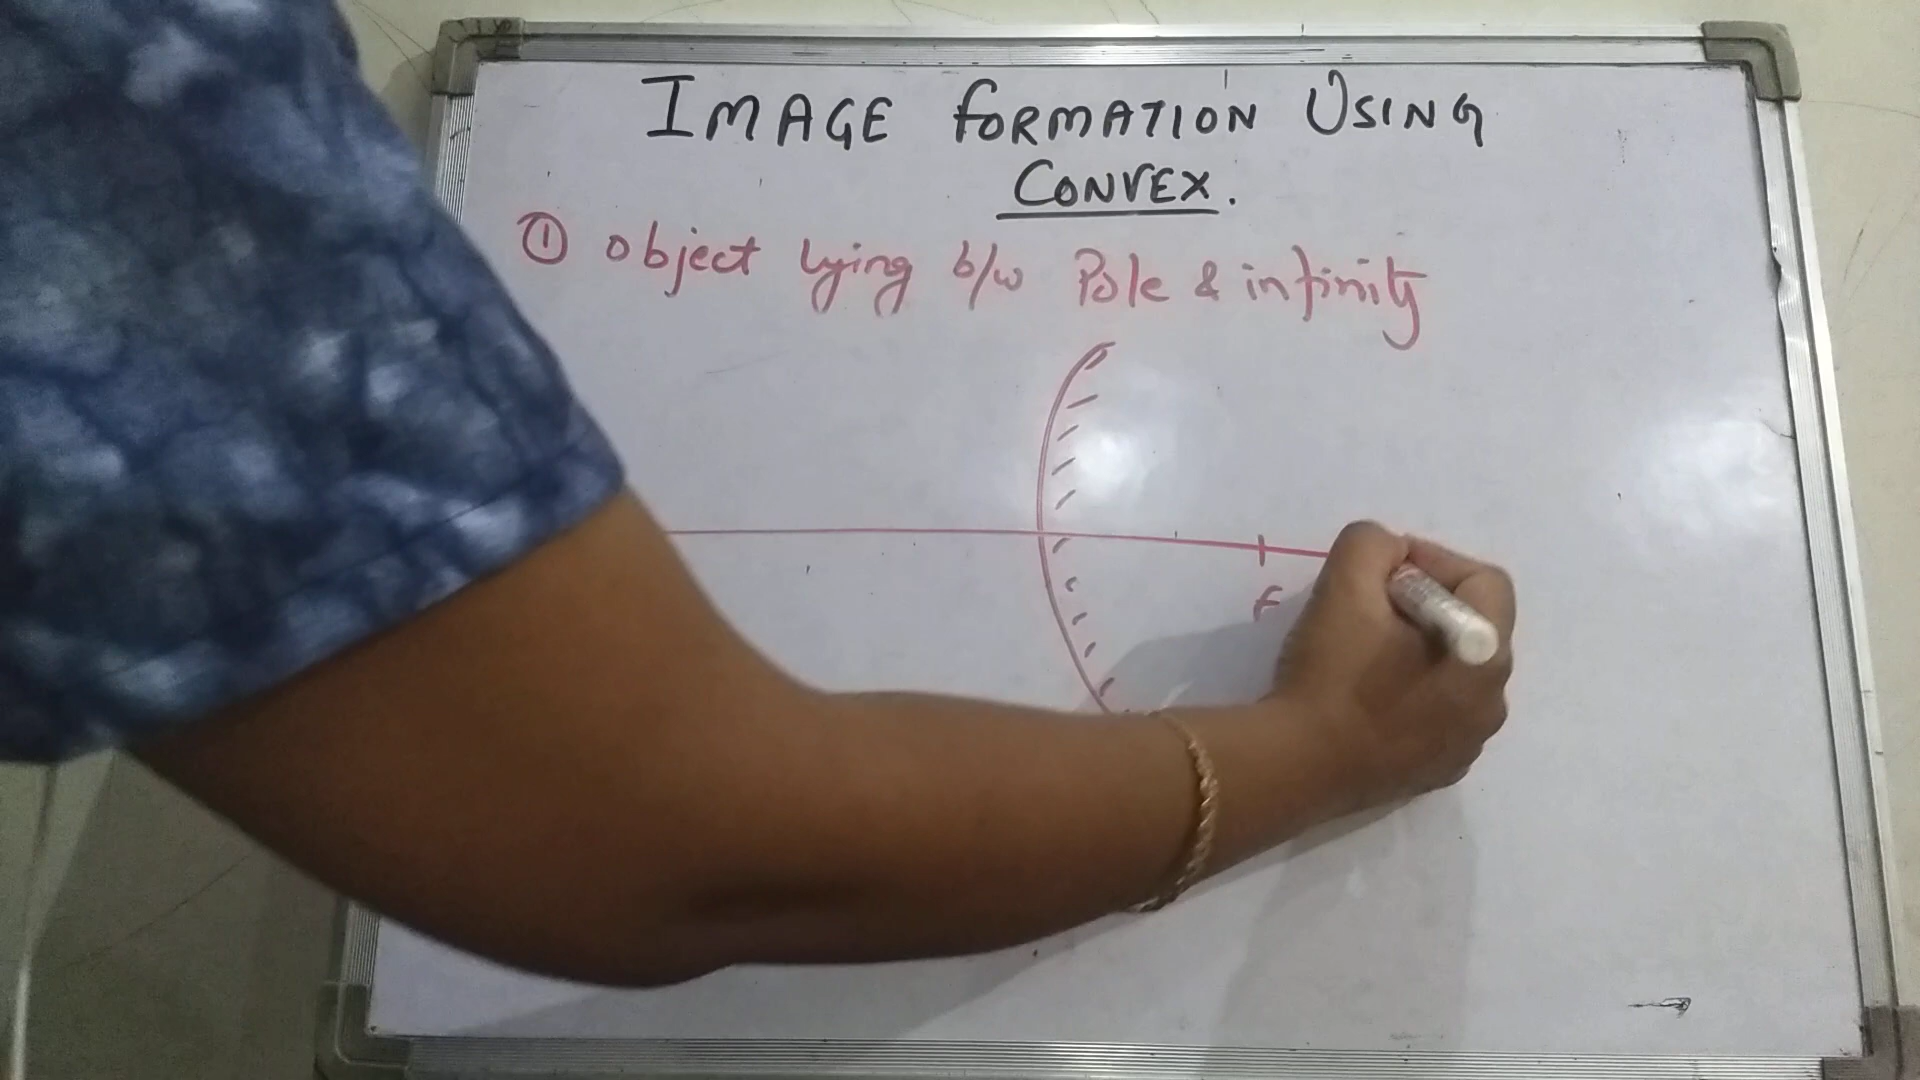 IMAGE FORMATION USING
CONVEX.
① object lying b/w Pole & infinity
F